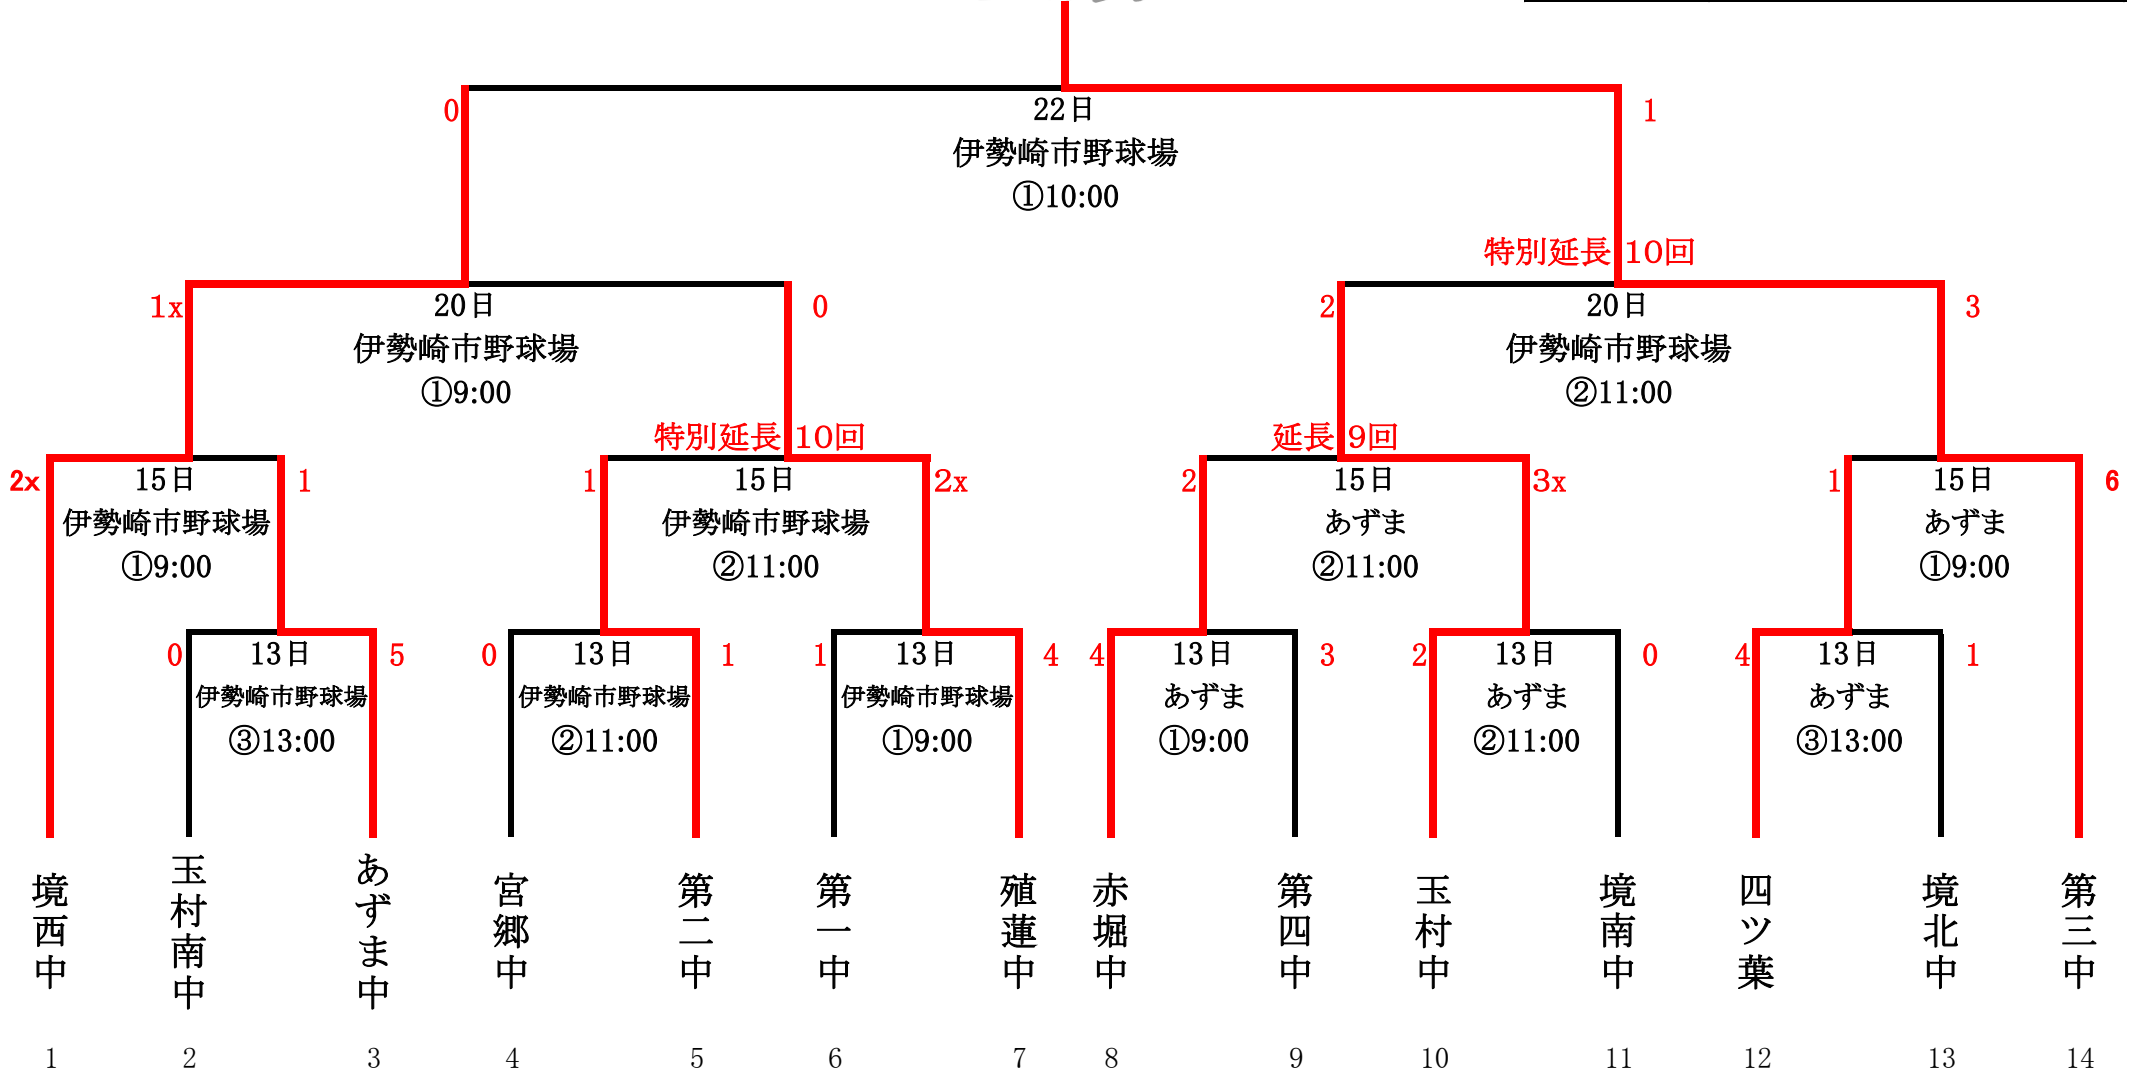 0
22日
1
伊勢崎市野球場
①10:00
特別延長 10回
1x
20日
0
2
20日
3
伊勢崎市野球場
伊勢崎市野球場
①9:00
②11:00
特別延長 10回
延長 9回
2x
15日
1
1
15日
2x
2
15日
3x
1
15日
6
伊勢崎市野球場
伊勢崎市野球場
あずま
あずま
①9:00
②11:00
②11:00
①9:00
0
13日
5
0
13日
1
1
13日
4
4
13日
3
2
13日
0
4
13日
1
伊勢崎市野球場
伊勢崎市野球場
伊勢崎市野球場
あずま
あずま
あずま
③13:00
②11:00
①9:00
①9:00
②11:00
③13:00
境西中
玉村南中
あずま中
宮郷中
第二中
第一中
殖蓮中
赤堀中
第四中
玉村中
境南中
四ツ葉
境北中
第三中
1
2
3
4
5
6
7
8
9
10
11
12
13
14